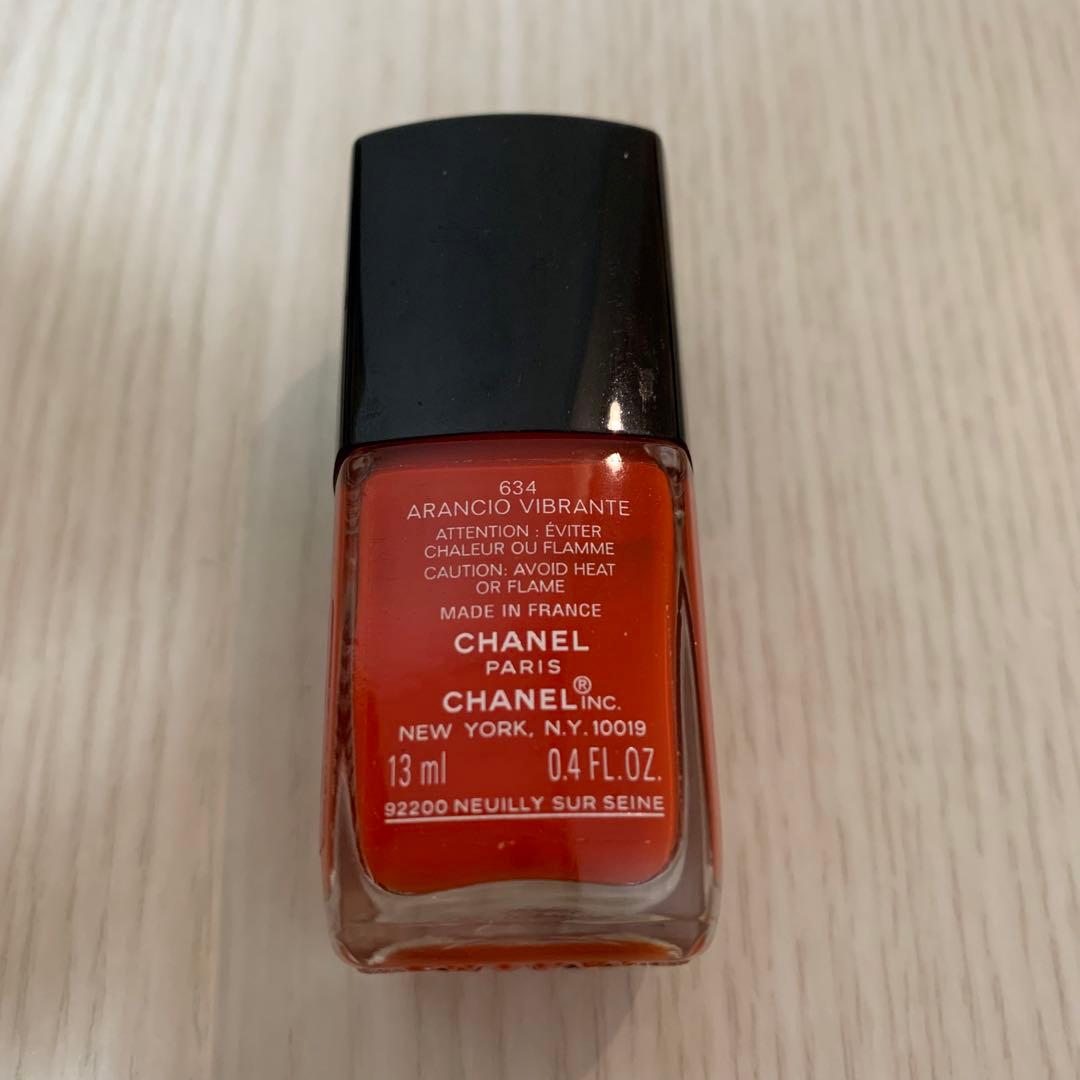 634
ARANCIO VIBRANTE
ATTENTION : ÉVITER
CHALEUR OU FLAMME
CAUTION: AVOID HEAT
OR FLAME
MADE IN FRANCE
CHANEL
PARIS
CHANEL® INC.
NEW YORK, N.Y. 10019
13 ml 0.4 FL.OZ.
92200 NEUILLY SUR SEINE